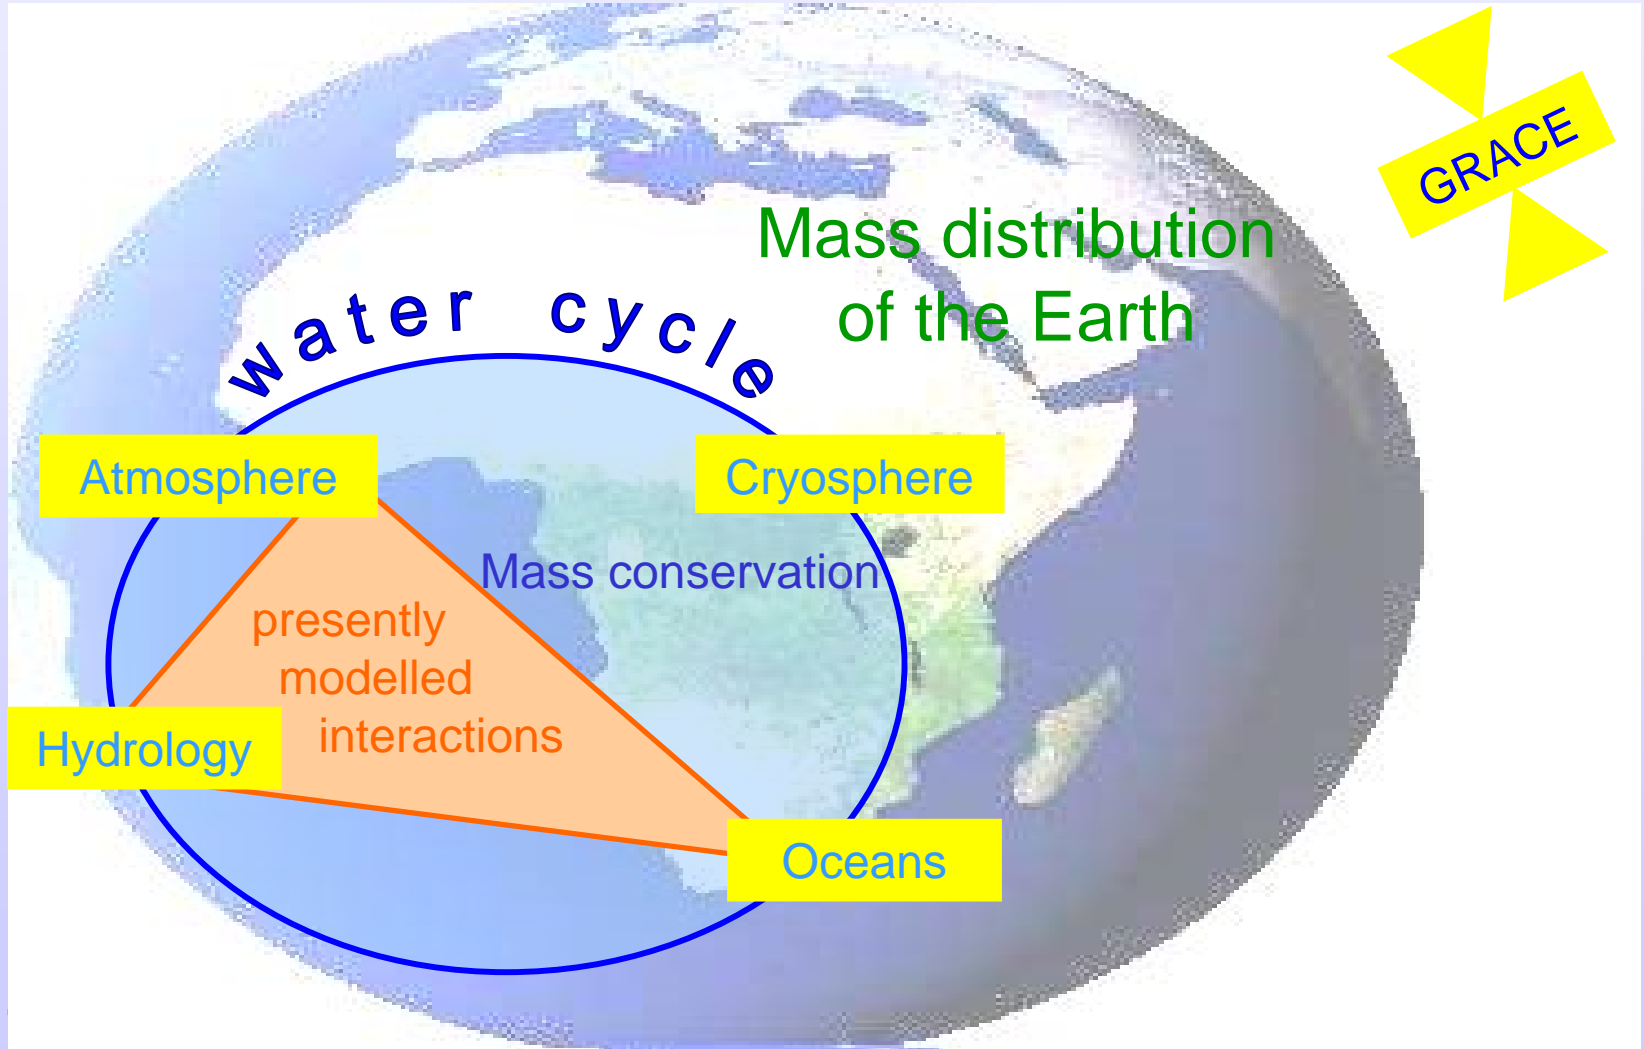 GRACE
Mass distribution
of the Earth
water cycle
Atmosphere
Cryosphere
Mass conservation
presently
modelled
interactions
Hydrology
Oceans